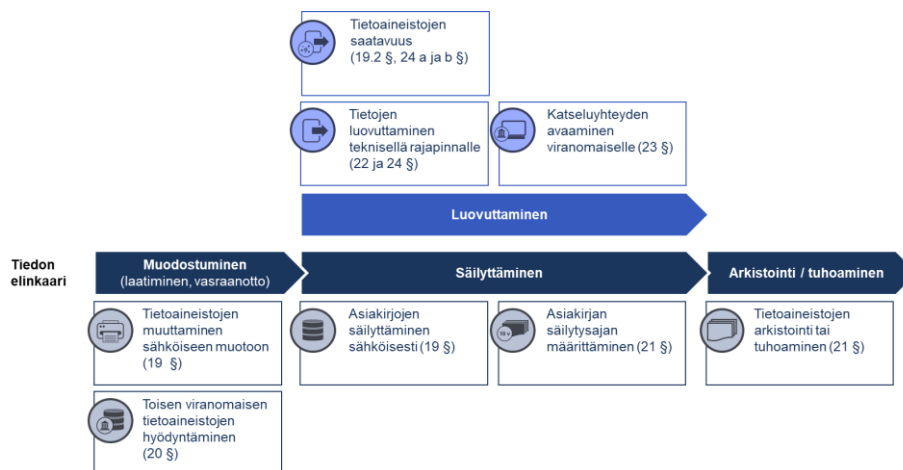 Tietoaineistojen
saatavuus
(19.2 §, 24 a ja b §)
Tietojen
luovuttaminen
teknisellä rajapinnalle
(22 ja 24 §)
Katseluyhteyden
avaaminen
viranomaiselle (23 §)
Luovuttaminen
Tiedon
elinkaari
Muodostuminen
(laatiminen, vasraanotto)
Säilyttäminen
Arkistointi / tuhoaminen
Tietoaineistojen
muuttaminen
sähköiseen muotoon
(19 §)
Asiakirjojen
säilyttäminen
sähköisesti (19 §)
Asiakirjan
säilytysajan
määrittäminen (21 §)
Tietoaineistojen
arkistointi tai
tuhoaminen (21 §)
Toisen viranomaisen
tietoaineistojen
hyödyntäminen
(20 §)